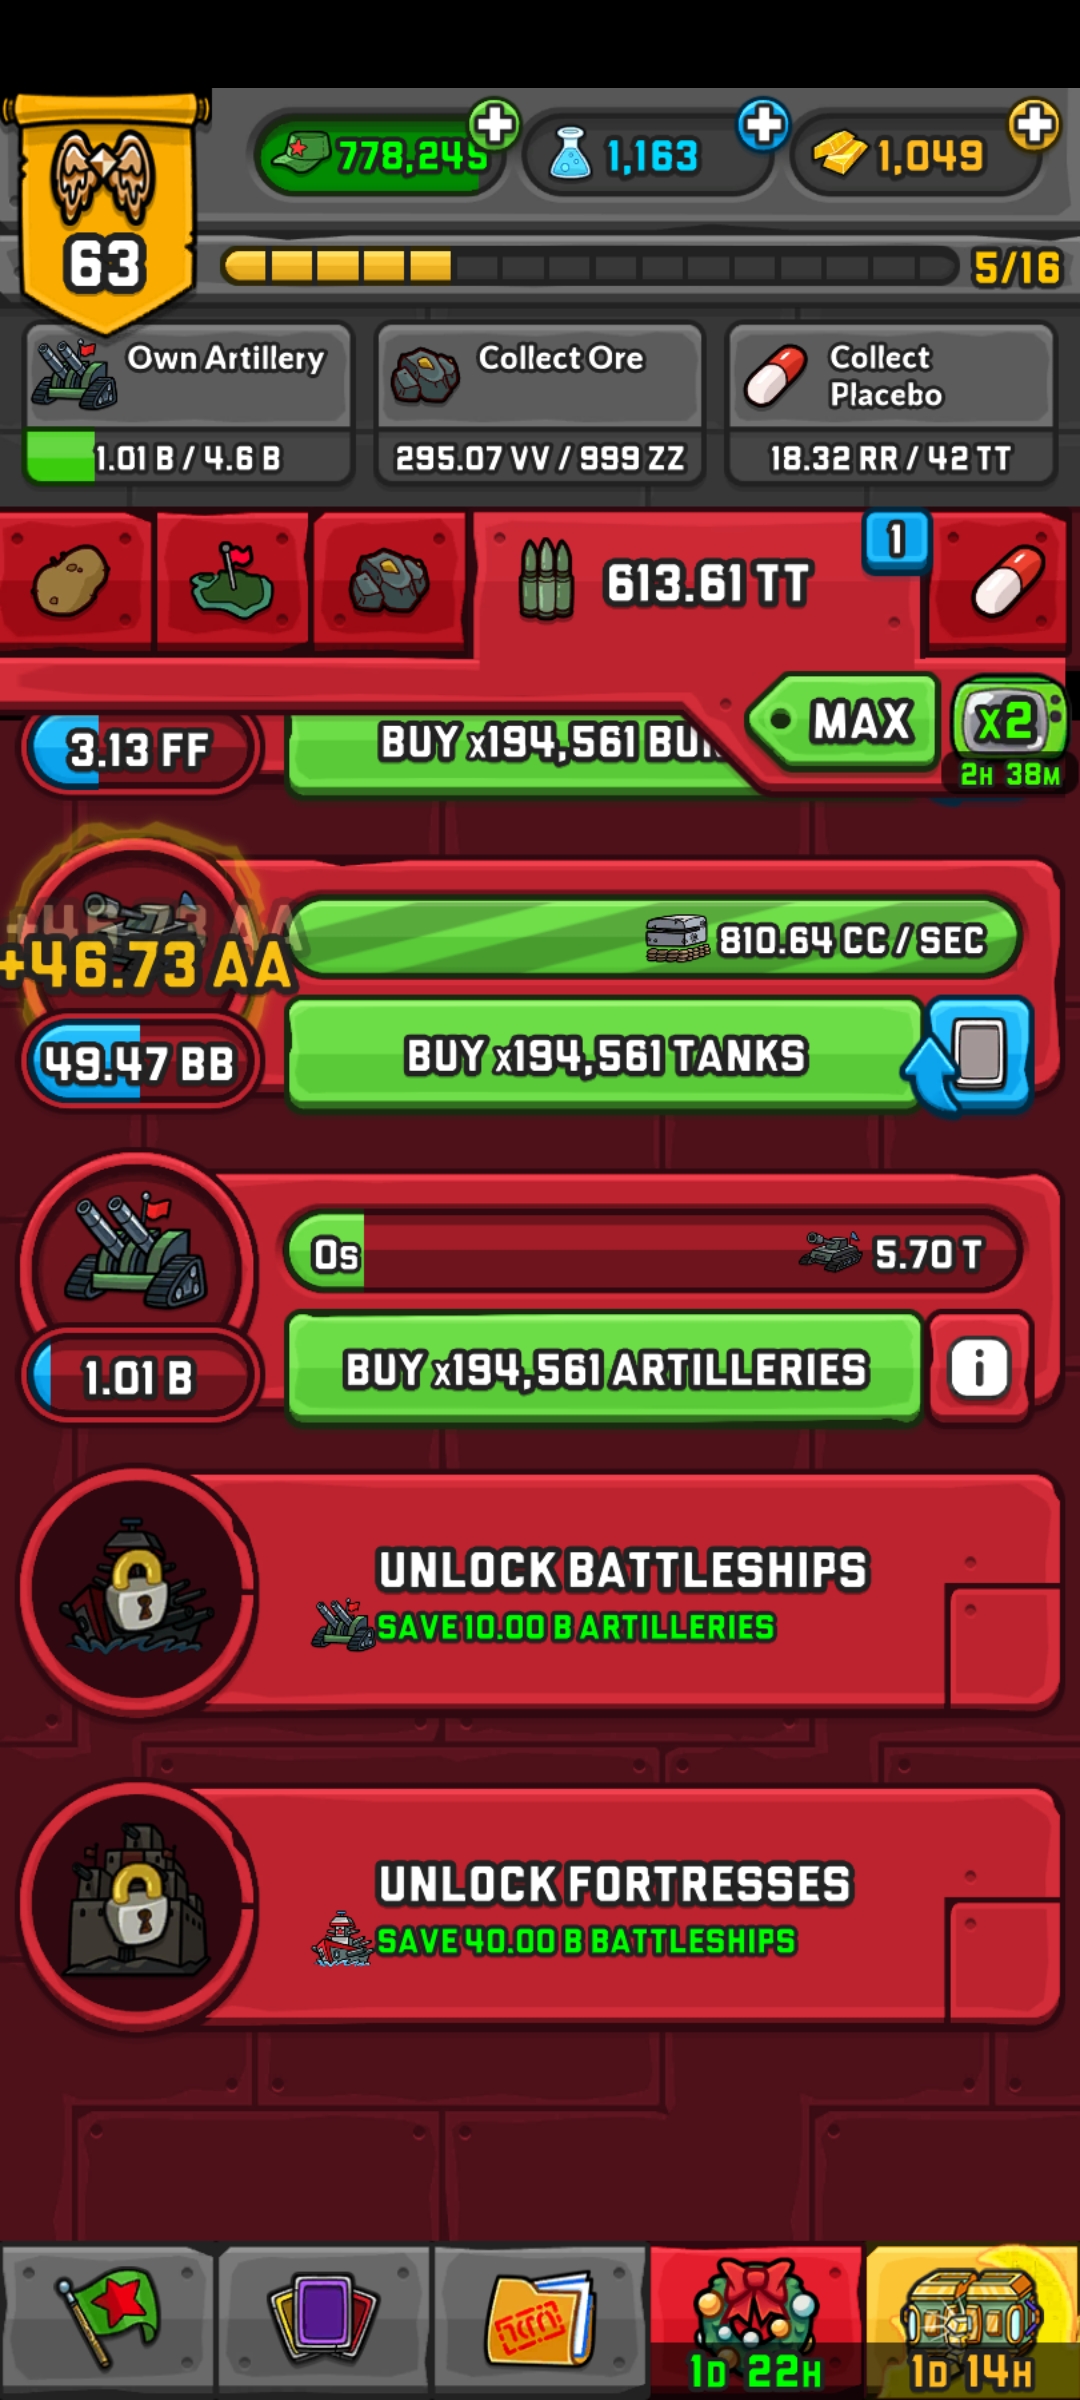 778,245
1,163
1,049
63
5/16
Own Artillery
1.01 B / 4.6 B
Collect Ore
295.07 VV / 999 ZZ
Collect
Placebo
18.32 RR / 42 TT
613.61 TT
1
MAX
x2
2H 38M
3.13 FF
BUY x194,561
+46.73 AA
+46.73 AA
810.64 CC / SEC
49.47 BB
BUY x194,561 TANKS
0s
5.70 T
1.01 B
BUY x194,561 ARTILLERIES
i
UNLOCK BATTLESHIPS
SAVE 10.00 B ARTILLERIES
UNLOCK FORTRESSES
SAVE 40.00 B BATTLESHIPS
1D 22H
1D 14H